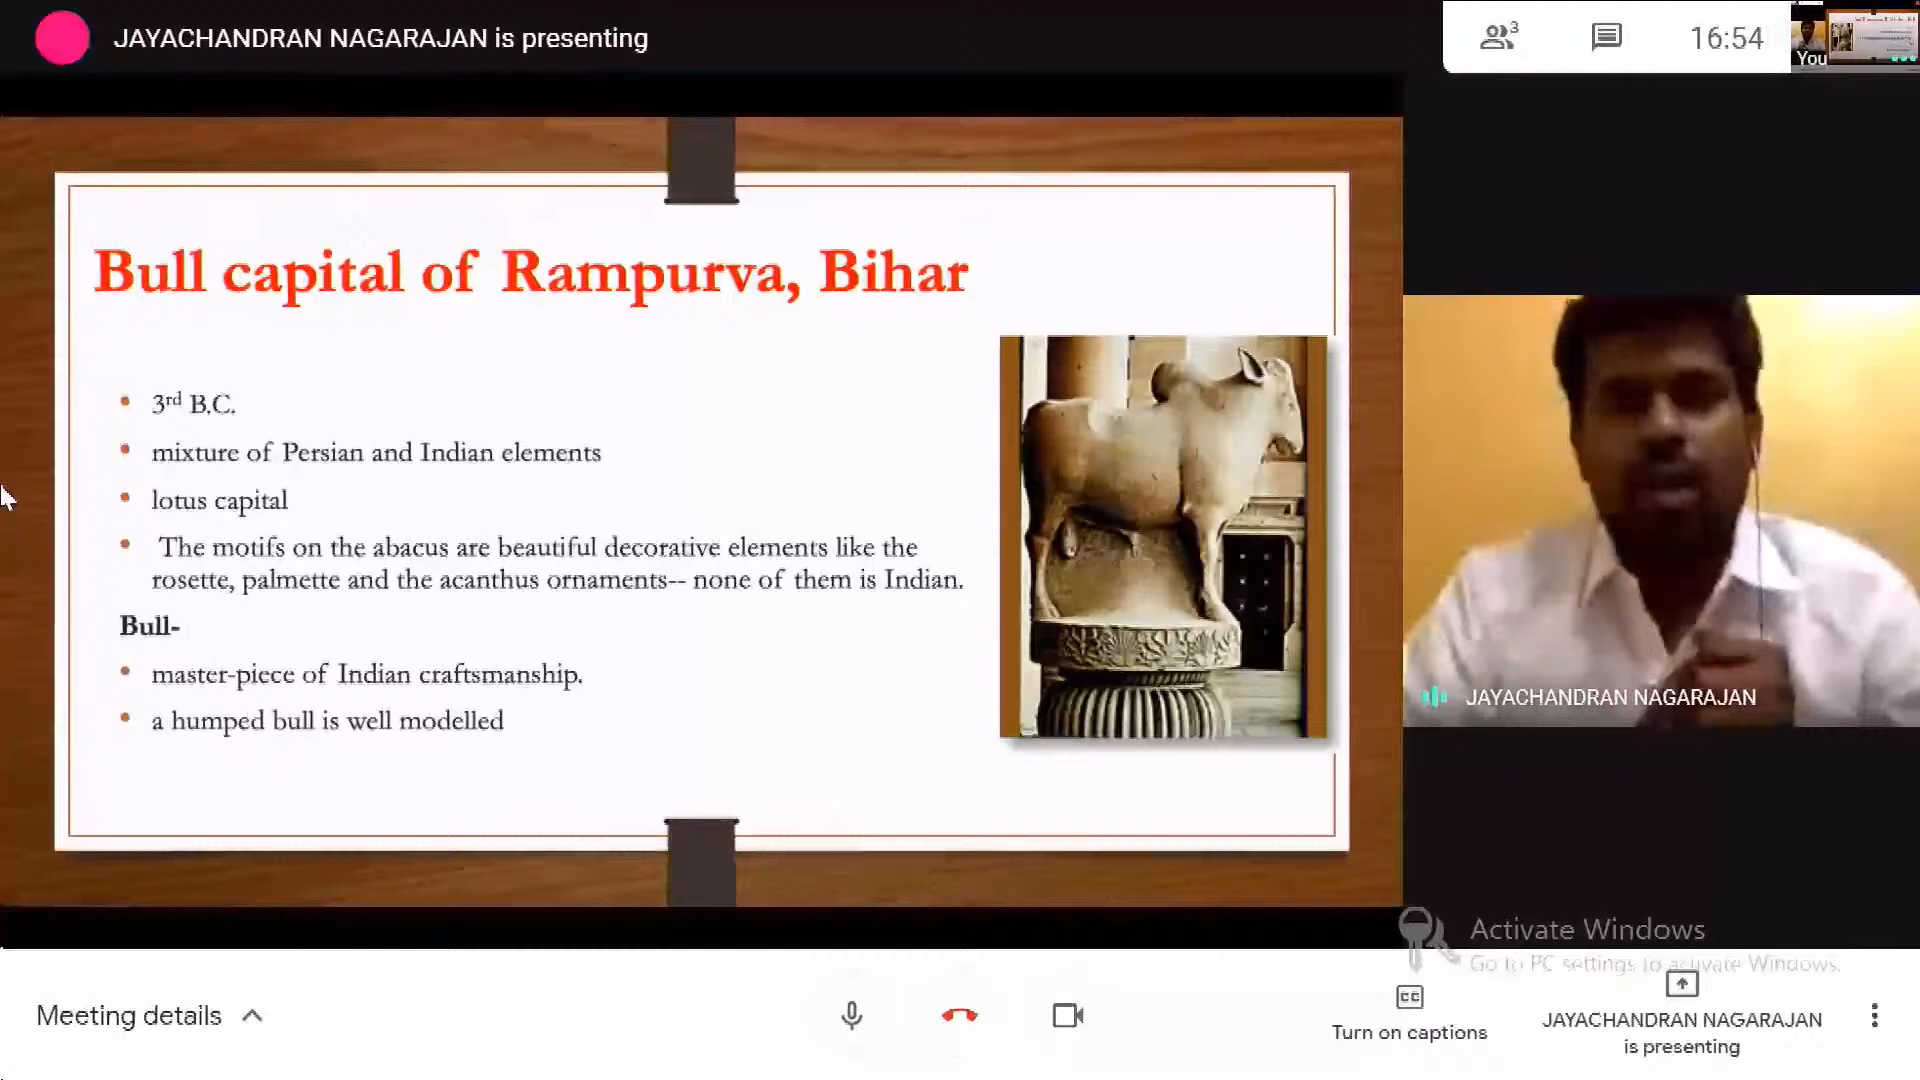 JAYACHANDRAN NAGARAJAN is presenting
3
16:54
You
Bull capital of Rampurva, Bihar
• 3rd B.C.
• mixture of Persian and Indian elements
• lotus capital
• The motifs on the abacus are beautiful decorative elements like the
rosette, palmette and the acanthus ornaments-- none of them is Indian.
Bull-
• master-piece of Indian craftsmanship.
• a humped bull is well modelled
JAYACHANDRAN NAGARAJAN
Activate Windows
Go to PC settings to activate Windows.
Meeting details
CC
Turn on captions
JAYACHANDRAN NAGARAJAN
is presenting